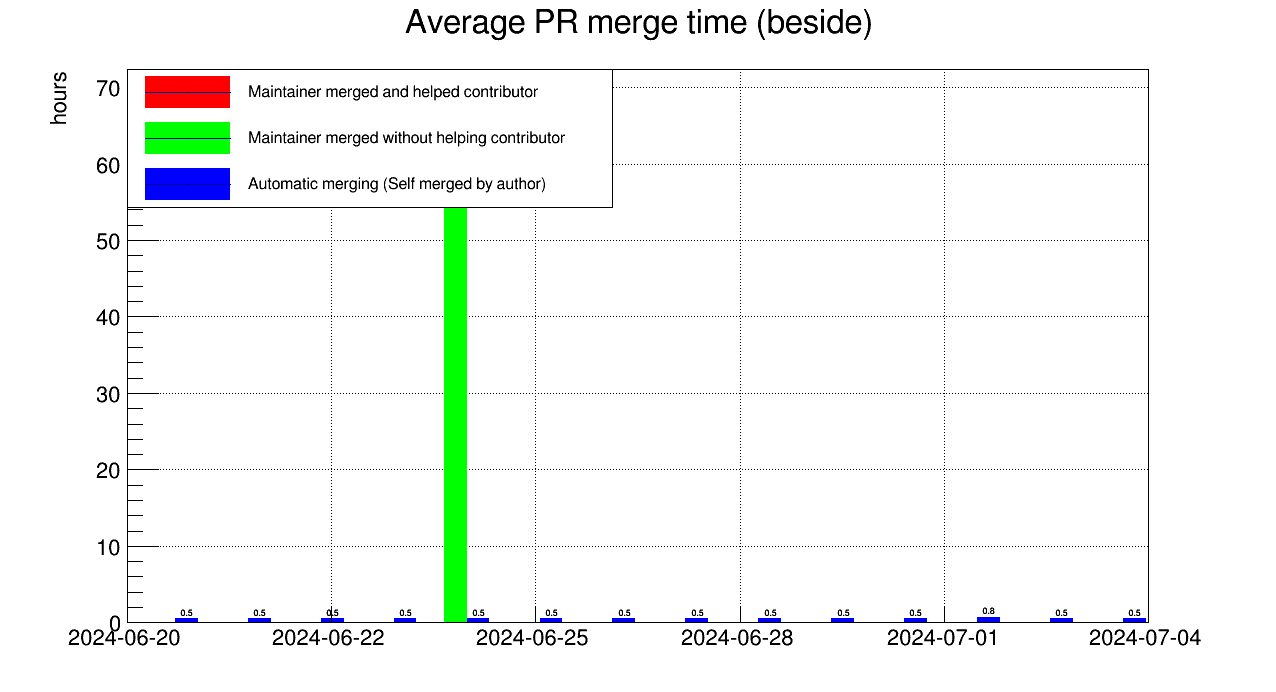 Average PR merge time (beside)
hours
70
60
50
40
30
20
10
0
Maintainer merged and helped contributor
Maintainer merged without helping contributor
Automatic merging (Self merged by author)
0.5 0.5 0.5 0.5 0.5 0.5 0.5 0.5 0.5 0.5 0.5 0.8 0.5 0.5
2024-06-20 2024-06-22 2024-06-25 2024-06-28 2024-07-01 2024-07-04